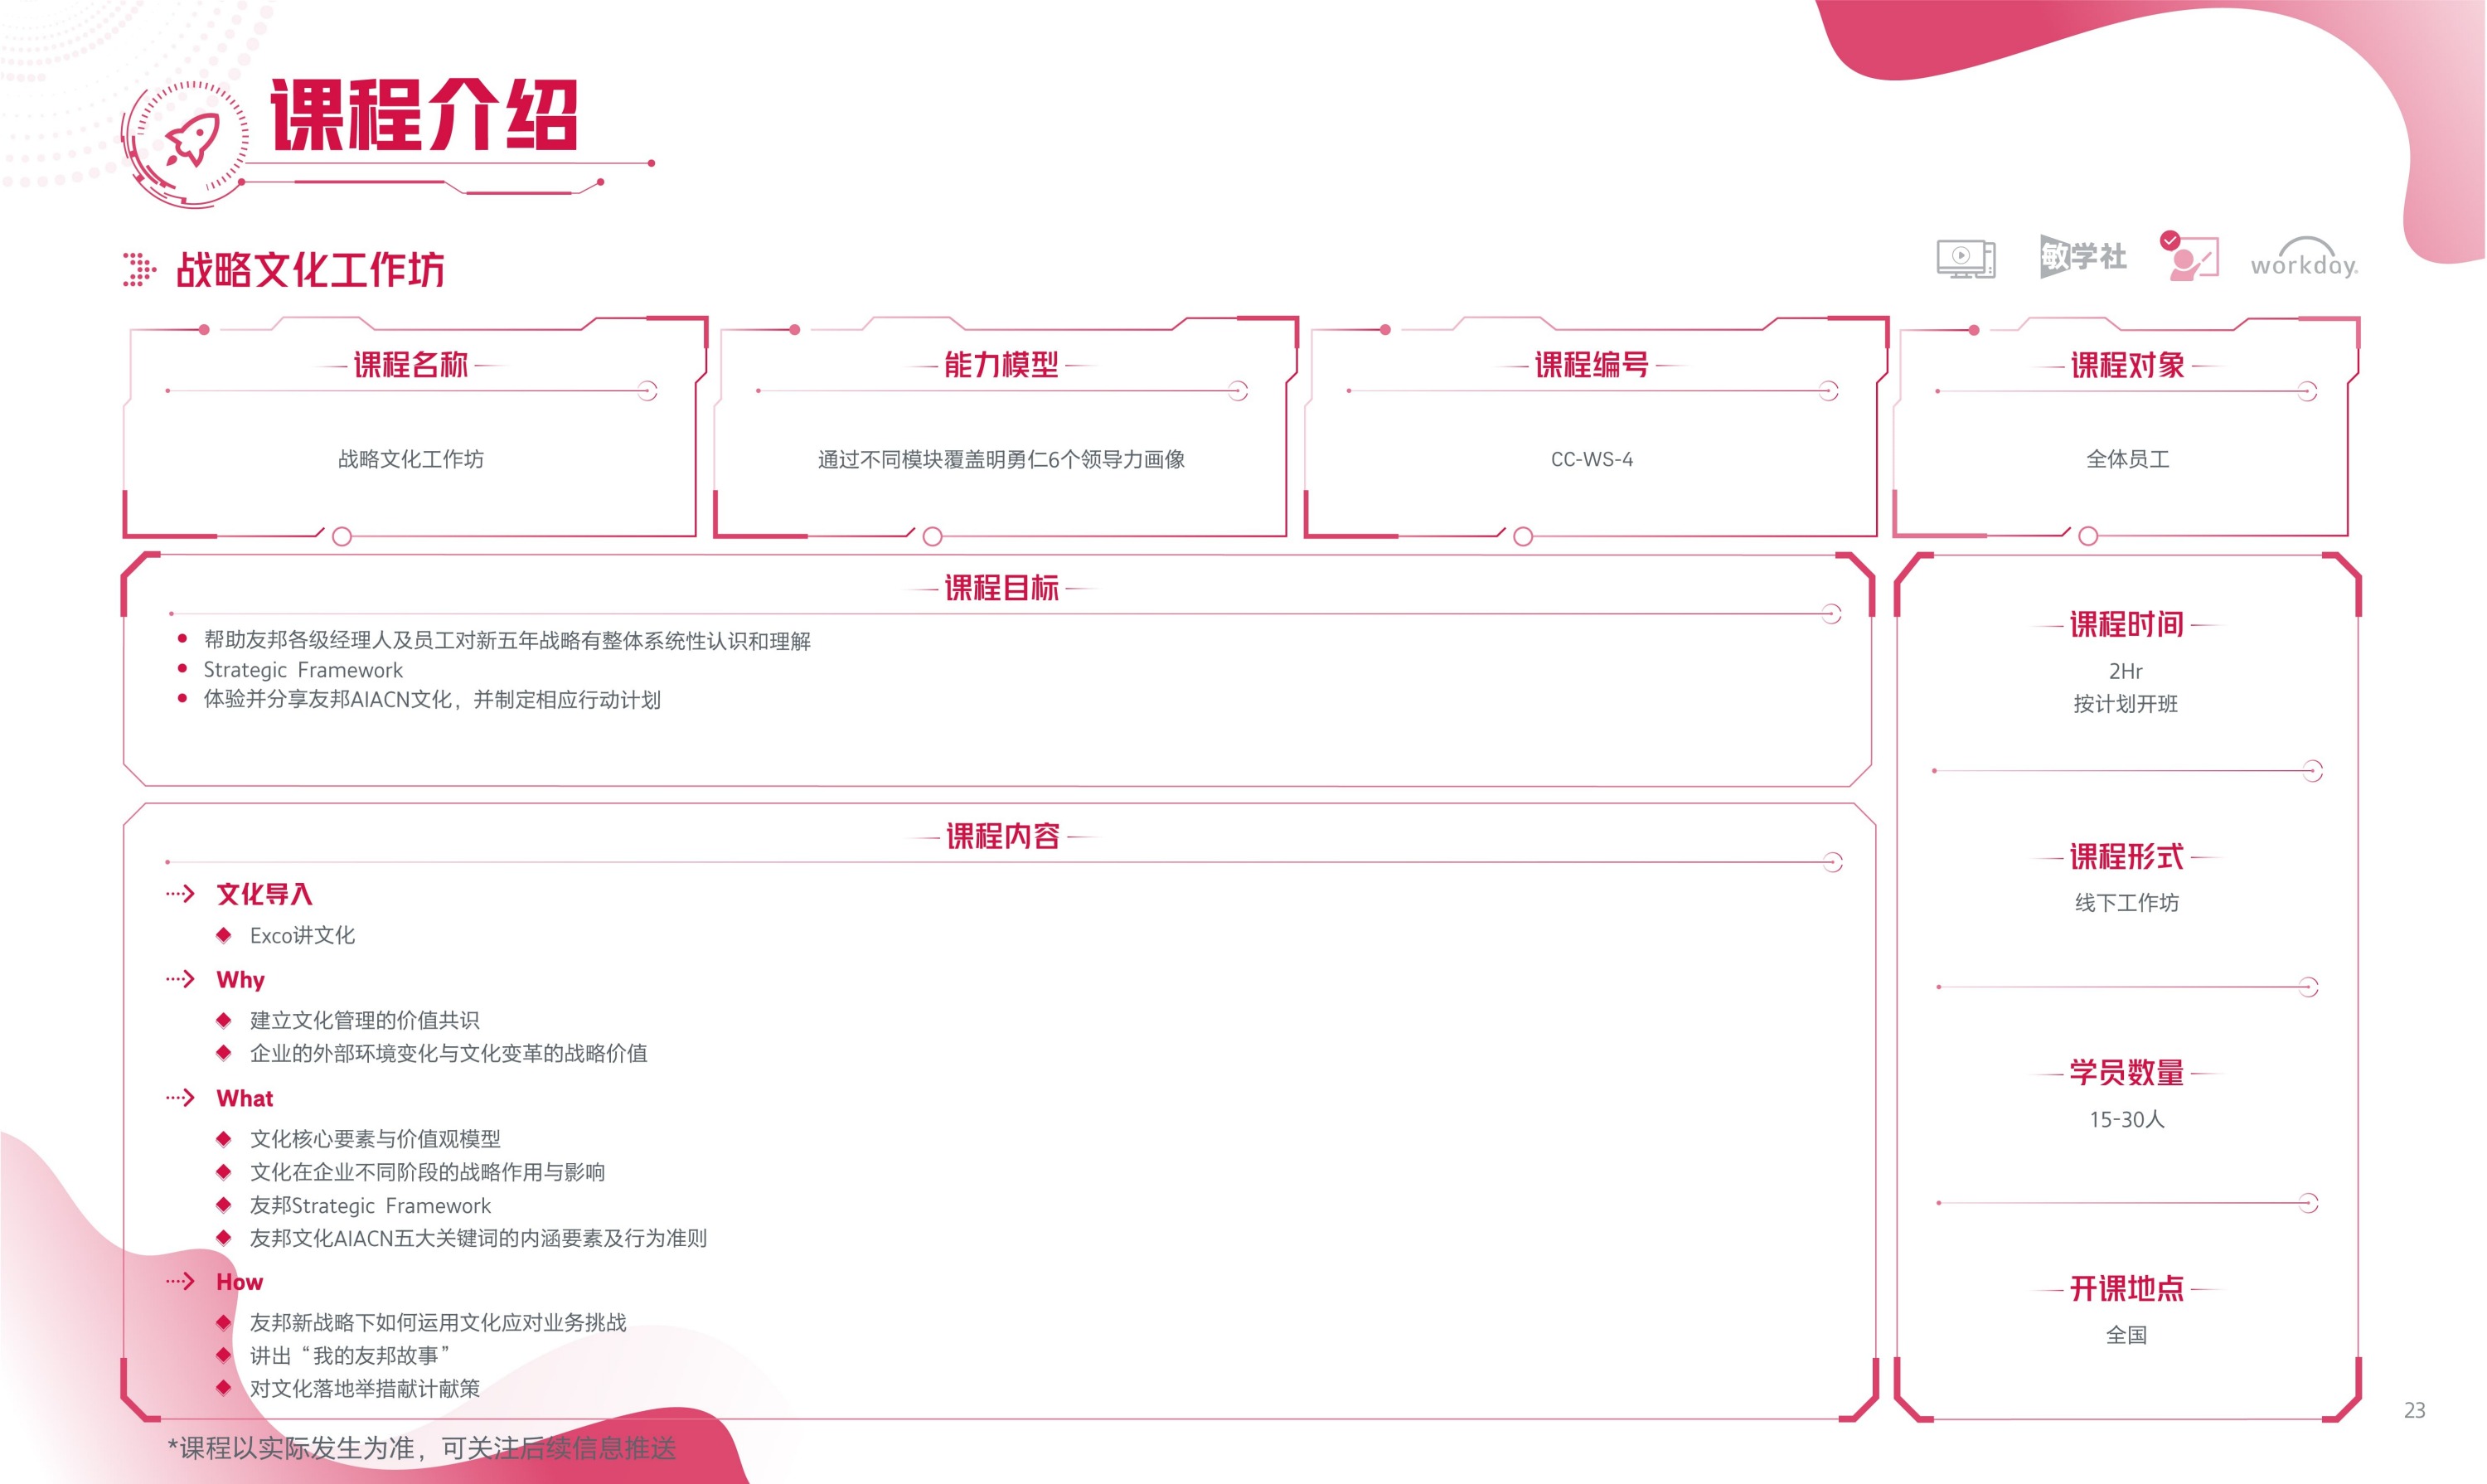 课程介绍
战略文化工作坊
敏学社
workday.
课程名称
战略文化工作坊
能力模型
通过不同模块覆盖明勇仁6个领导力画像
课程编号
CC-WS-4
课程对象
全体员工
课程目标
帮助友邦各级经理人及员工对新五年战略有整体系统性认识和理解
Strategic Framework
体验并分享友邦AIACN文化，并制定相应行动计划
课程内容
文化导入
Exco讲文化
Why
建立文化管理的价值共识
企业的外部环境变化与文化变革的战略价值
What
文化核心要素与价值观模型
文化在企业不同阶段的战略作用与影响
友邦Strategic Framework
友邦文化AIACN五大关键词的内涵要素及行为准则
How
友邦新战略下如何运用文化应对业务挑战
讲出“我的友邦故事”
对文化落地举措献计献策
课程时间
2Hr
按计划开班
课程形式
线下工作坊
学员数量
15-30人
开课地点
全国
*课程以实际发生为准，可关注后续信息推送
23